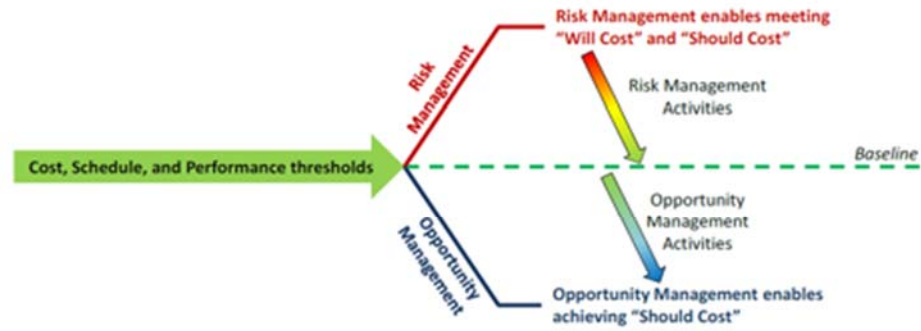 Risk Management enables meeting
"Will Cost" and "Should Cost"
Risk
Management
Risk Management
Activities
Cost, Schedule, and Performance thresholds
Baseline
Opportunity
Management
Activities
Opportunity
Management
Opportunity Management enables
achieving "Should Cost"